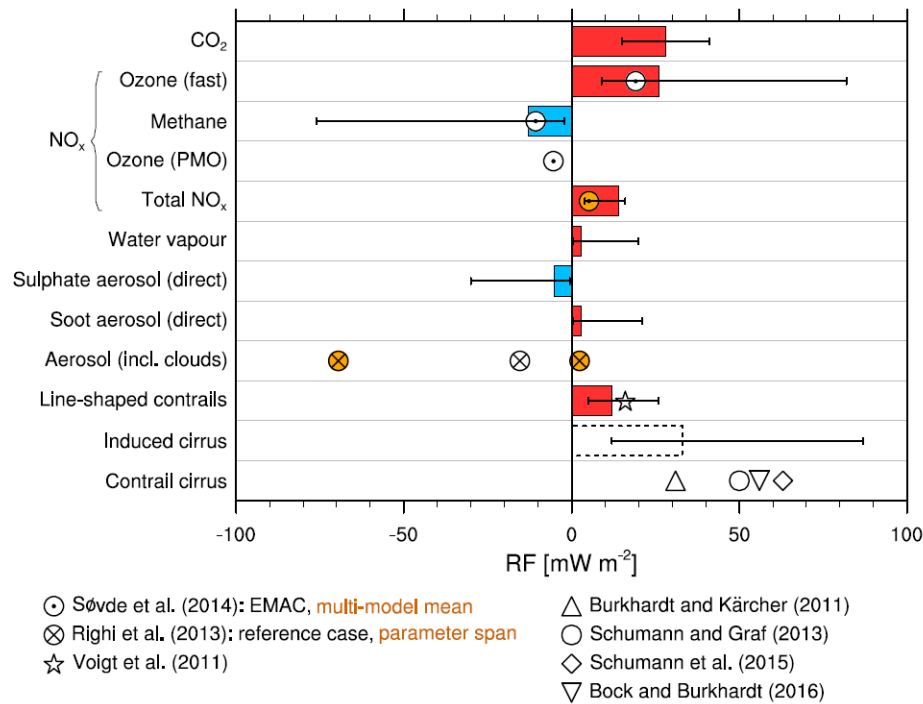 CO₂
Ozone (fast)
Methane
NOₓ
Ozone (PMO)
Total NOₓ
Water vapour
Sulphate aerosol (direct)
Soot aerosol (direct)
Aerosol (incl. clouds)
Line-shaped contrails
Induced cirrus
Contrail cirrus
-100 -50 0 50 100
RF [mW m⁻²]
Søvde et al. (2014): EMAC, multi-model mean
Righi et al. (2013): reference case, parameter span
Voigt et al. (2011)
Burkhardt and Kärcher (2011)
Schumann and Graf (2013)
Schumann et al. (2015)
Bock and Burkhardt (2016)